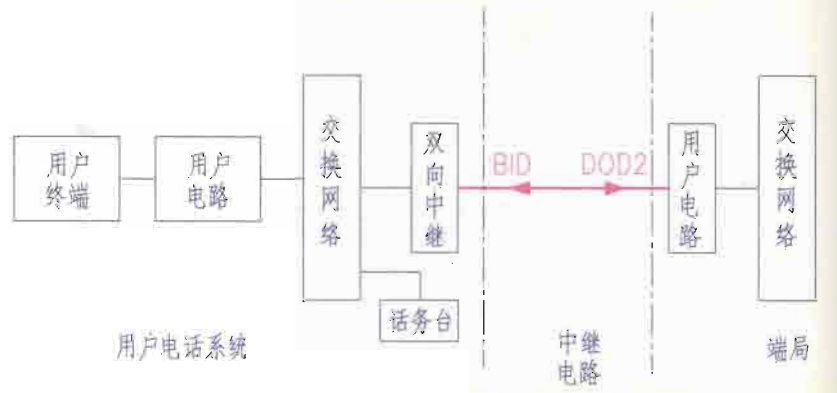 用户
终端
用户
电路
交换网络
双向中继
BID
DOD2
用户电路
交换网络
话务台
用户电话系统
中继
电路
端局